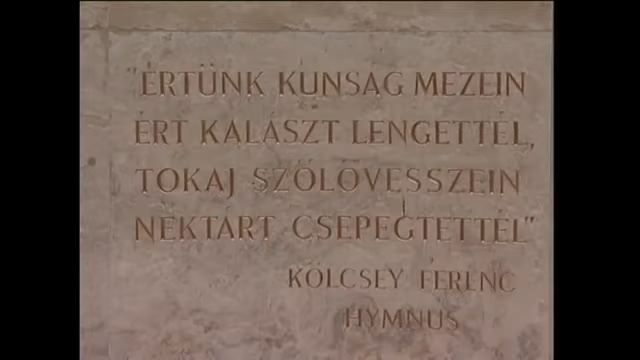 "ÉRTÜNK KUNSÁG MEZEIN
ÉRT KALÁSZT LENGETTÉL,
TOKAJ SZŐLŐVESSZEIN
NEKTÁRT CSEPEGTETTÉL"
KÖLCSEY FERENC
HYMNUS